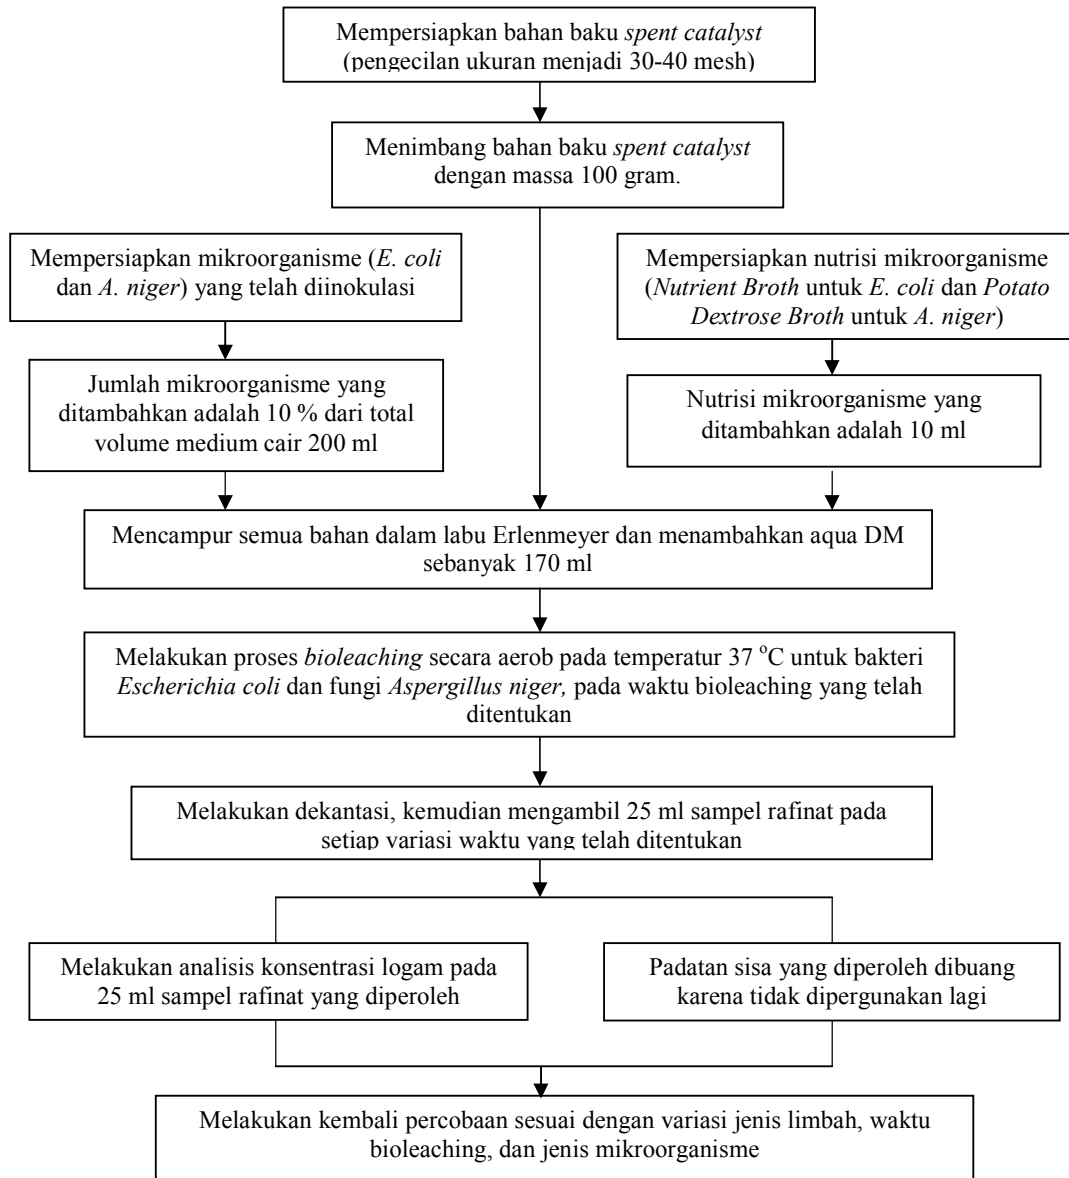 Mempersiapkan bahan baku spent catalyst
(pengecilan ukuran menjadi 30-40 mesh)
Menimbang bahan baku spent catalyst
dengan massa 100 gram.
Mempersiapkan mikroorganisme (E. coli
dan A. niger) yang telah diinokulasi
Mempersiapkan nutrisi mikroorganisme
(Nutrient Broth untuk E. coli dan Potato
Dextrose Broth untuk A. niger)
Jumlah mikroorganisme yang
ditambahkan adalah 10 % dari total
volume medium cair 200 ml
Nutrisi mikroorganisme yang
ditambahkan adalah 10 ml
Mencampur semua bahan dalam labu Erlenmeyer dan menambahkan aqua DM
sebanyak 170 ml
Melakukan proses bioleaching secara aerob pada temperatur 37 °C untuk bakteri
Escherichia coli dan fungi Aspergillus niger, pada waktu bioleaching yang telah
ditentukan
Melakukan dekantasi, kemudian mengambil 25 ml sampel rafinat pada
setiap variasi waktu yang telah ditentukan
Melakukan analisis konsentrasi logam pada
25 ml sampel rafinat yang diperoleh
Padatan sisa yang diperoleh dibuang
karena tidak dipergunakan lagi
Melakukan kembali percobaan sesuai dengan variasi jenis limbah, waktu
bioleaching, dan jenis mikroorganisme